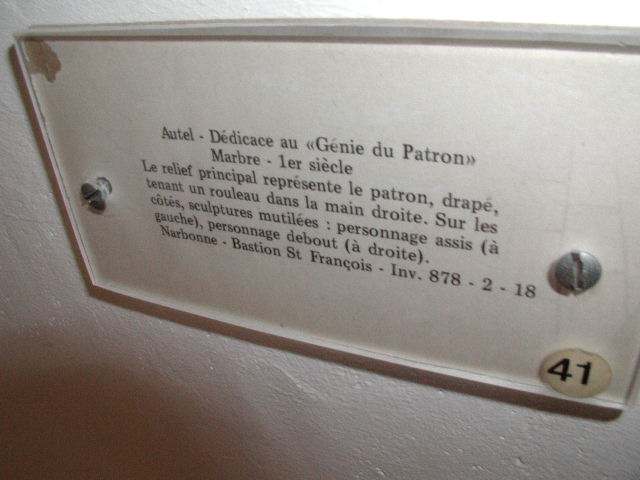 Autel - Dédicace au «Génie du Patron»
Marbre - 1er siècle
Le relief principal représente le patron, drapé,
tenant un rouleau dans la main droite. Sur les
côtés, sculptures mutilées : personnage assis (à
gauche), personnage debout (à droite).
Narbonne - Bastion St François - Inv. 878 - 2 - 18
41